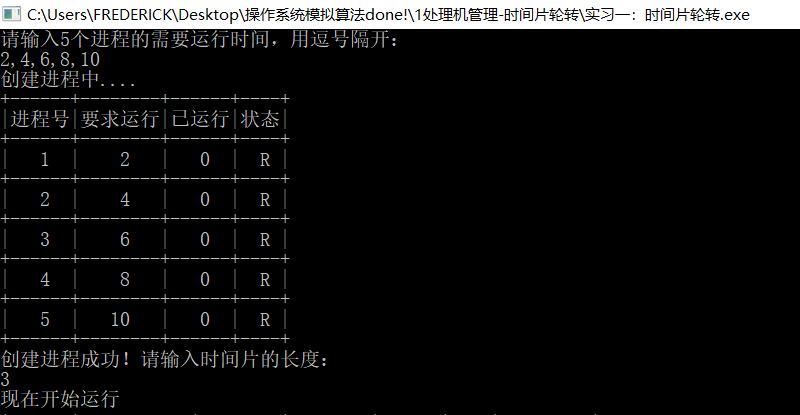 C:\Users\FREDERICK\Desktop\操作系统模拟算法done!\1处理机管理-时间片轮转\实习一：时间片轮转.exe
请输入5个进程的需要运行时间，用逗号隔开：
2,4,6,8,10
创建进程中....
+------+--------+------+----+
|进程号|要求运行|已运行|状态|
+------+--------+------+----+
|   1  |    2   |   0  |  R |
+------+--------+------+----+
|   2  |    4   |   0  |  R |
+------+--------+------+----+
|   3  |    6   |   0  |  R |
+------+--------+------+----+
|   4  |    8   |   0  |  R |
+------+--------+------+----+
|   5  |   10   |   0  |  R |
+------+--------+------+----+
创建进程成功！请输入时间片的长度：
3
现在开始运行